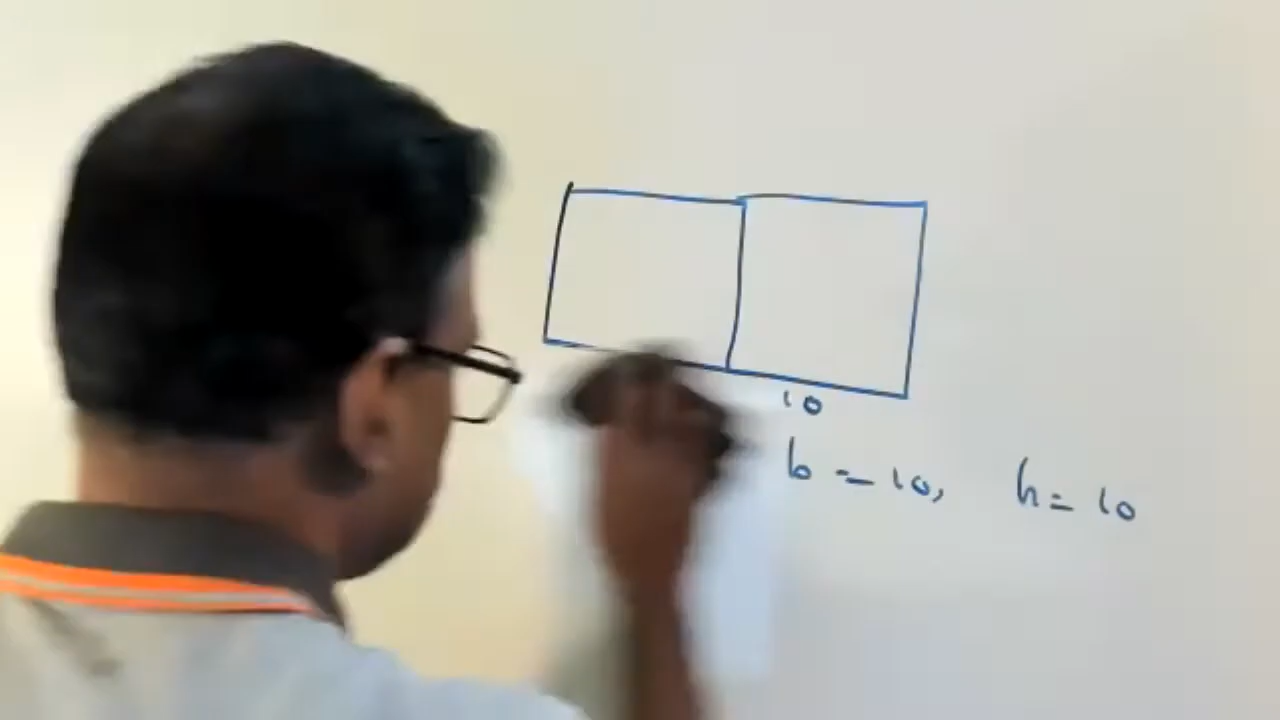 10
b = 10, h = 10